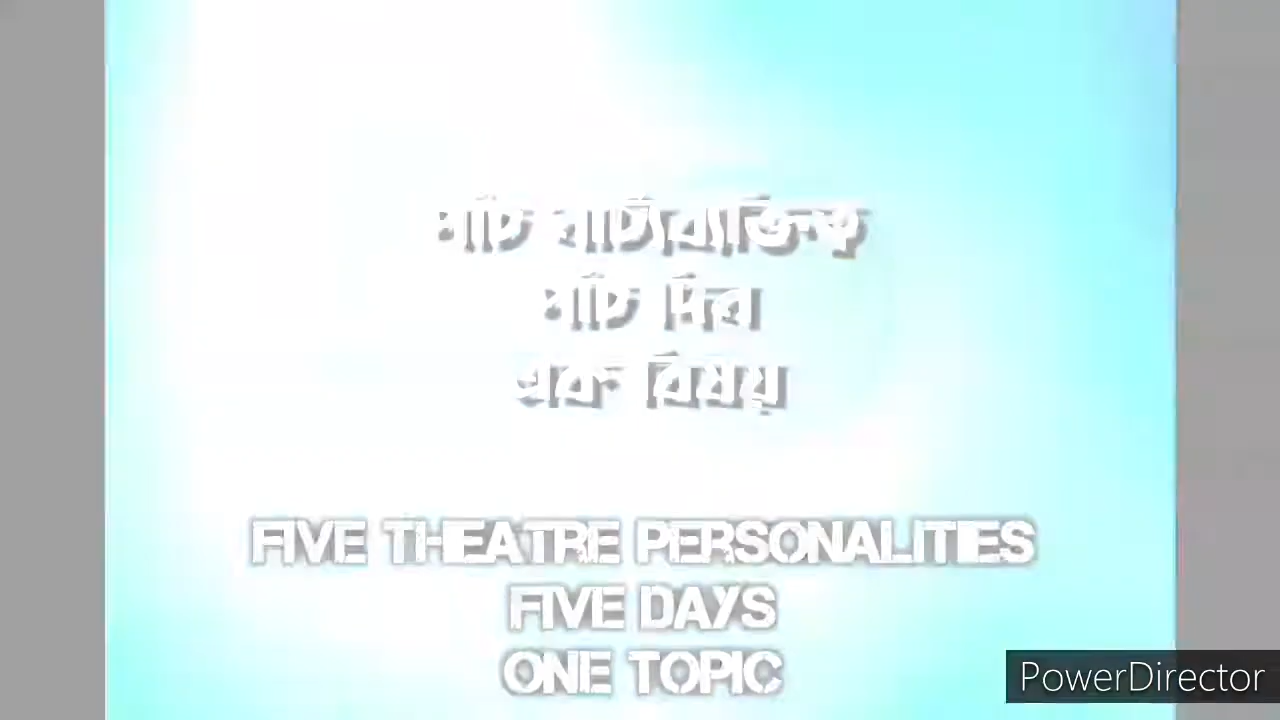 পাঁচ নাট্যব্যক্তিত্ব
পাঁচ দিন
এক বিষয়
FIVE THEATRE PERSONALITIES
FIVE DAYS
ONE TOPIC
PowerDirector